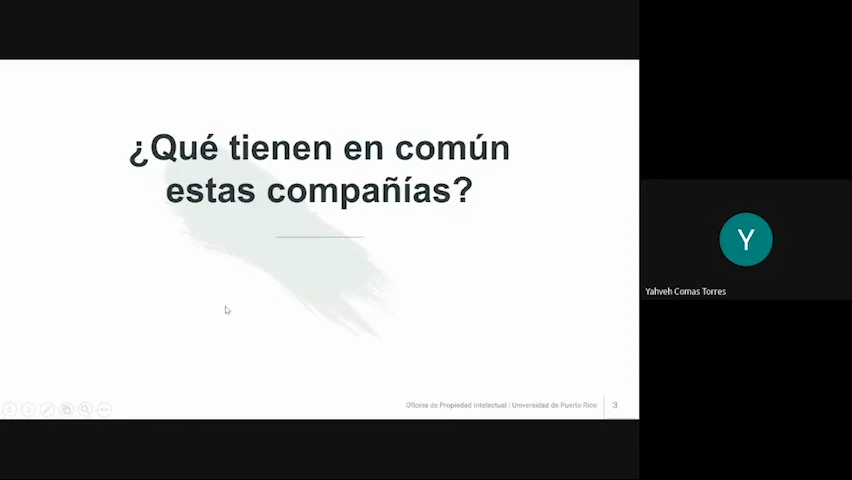 ¿Qué tienen en común
estas compañías?
Y
Yahveh Comas Torres
Oficina de Propiedad Intelectual | Universidad de Puerto Rico
3